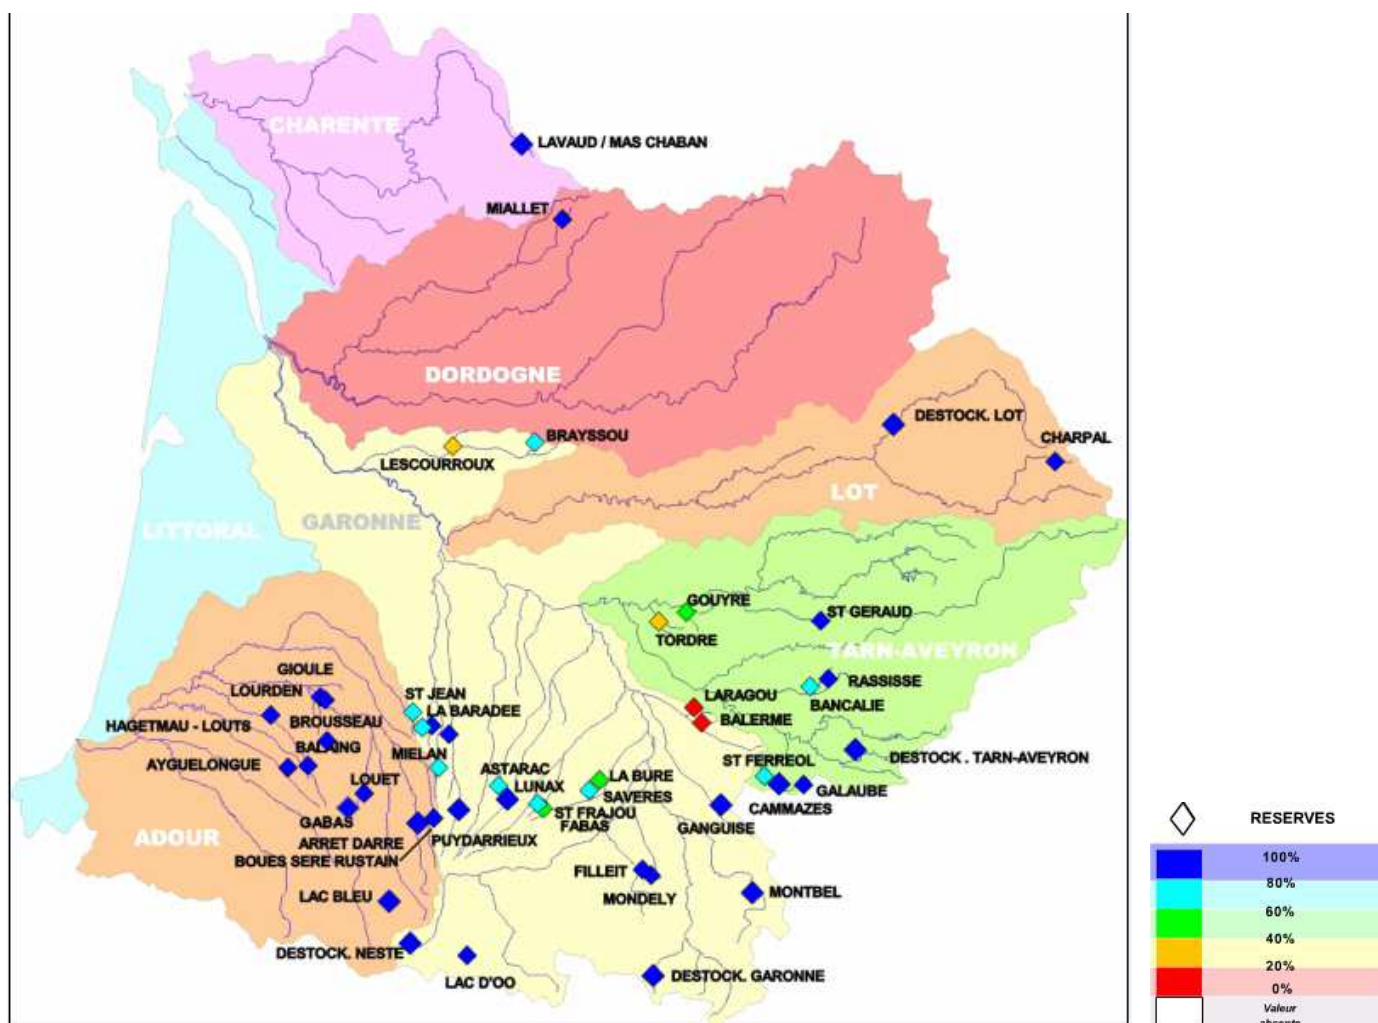 CHARENTE
LAVAUD / MAS CHABAN
MIALLET
DORDOGNE
DESTOCK. LOT
BRAYSSOU
CHARPAL
LESCOURROUX
LOT
GARONNE
LITTORAL
GOUYRE
ST GERAUD
TORDRE
TARN-AVEYRON
GIOULE
RASSISSE
LOURDEN
ST JEAN
LARAGOU
BANCALIE
LA BARADEE
HAGETMAU - LOUTS
BROUSSEAU
BALERME
BALAING
DESTOCK . TARN-AVEYRON
AYGUELONGUE
MIELAN
ST FERREOL
LOUET
ASTARAC
LA BURE
LUNAX
GALAUBE
SAVERES
CAMMAZES
ST FRAJOU
GABAS
FABAS
GANGUISE
ADOUR
ARRET DARRE
PUYDARRIEUX
BOUES SERE RUSTAIN
FILLEIT
MONTBEL
LAC BLEU
MONDELY
DESTOCK. NESTE
LAC D'OO
DESTOCK. GARONNE
RESERVES
100%
80%
60%
40%
20%
0%
Valeur
absente